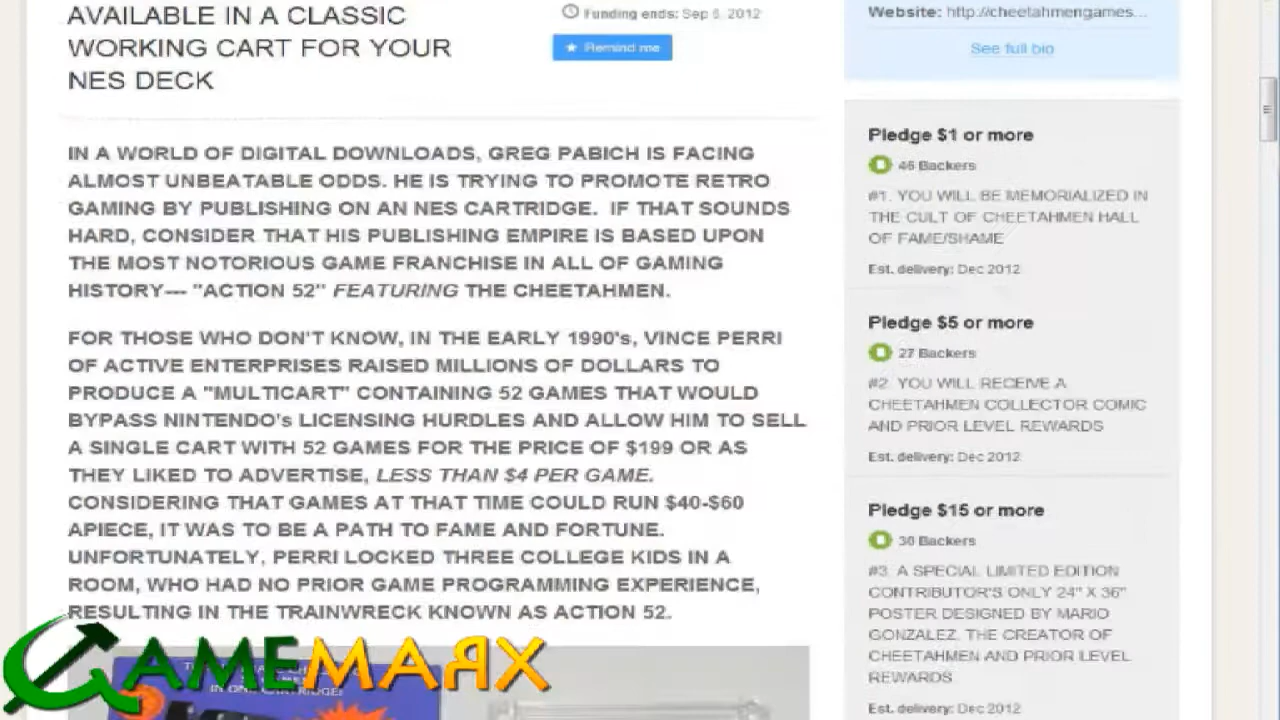 AVAILABLE IN A CLASSIC
WORKING CART FOR YOUR
NES DECK
Funding ends: Sep 6, 2012
Remind me
IN A WORLD OF DIGITAL DOWNLOADS, GREG PABICH IS FACING
ALMOST UNBEATABLE ODDS. HE IS TRYING TO PROMOTE RETRO
GAMING BY PUBLISHING ON AN NES CARTRIDGE. IF THAT SOUNDS
HARD, CONSIDER THAT HIS PUBLISHING EMPIRE IS BASED UPON
THE MOST NOTORIOUS GAME FRANCHISE IN ALL OF GAMING
HISTORY--- "ACTION 52" FEATURING THE CHEETAHMEN.
FOR THOSE WHO DON'T KNOW, IN THE EARLY 1990's, VINCE PERRI
OF ACTIVE ENTERPRISES RAISED MILLIONS OF DOLLARS TO
PRODUCE A "MULTICART" CONTAINING 52 GAMES THAT WOULD
BYPASS NINTENDO's LICENSING HURDLES AND ALLOW HIM TO SELL
A SINGLE CART WITH 52 GAMES FOR THE PRICE OF $199 OR AS
THEY LIKED TO ADVERTISE, LESS THAN $4 PER GAME.
CONSIDERING THAT GAMES AT THAT TIME COULD RUN $40-$60
APIECE, IT WAS TO BE A PATH TO FAME AND FORTUNE.
UNFORTUNATELY, PERRI LOCKED THREE COLLEGE KIDS IN A
ROOM, WHO HAD NO PRIOR GAME PROGRAMMING EXPERIENCE,
RESULTING IN THE TRAINWRECK KNOWN AS ACTION 52.
IN ONE CARTRIDGE!
GAMEMARX
Website: http://cheetahmengames...
See full bio
Pledge $1 or more
46 Backers
#1. YOU WILL BE MEMORIALIZED IN
THE CULT OF CHEETAHMEN HALL
OF FAME/SHAME
Est. delivery: Dec 2012
Pledge $5 or more
27 Backers
#2. YOU WILL RECEIVE A
CHEETAHMEN COLLECTOR COMIC
AND PRIOR LEVEL REWARDS
Est. delivery: Dec 2012
Pledge $15 or more
30 Backers
#3. A SPECIAL LIMITED EDITION
CONTRIBUTOR'S ONLY 24" X 36"
POSTER DESIGNED BY MARIO
GONZALEZ, THE CREATOR OF
CHEETAHMEN AND PRIOR LEVEL
REWARDS
Est. delivery: Dec 2012